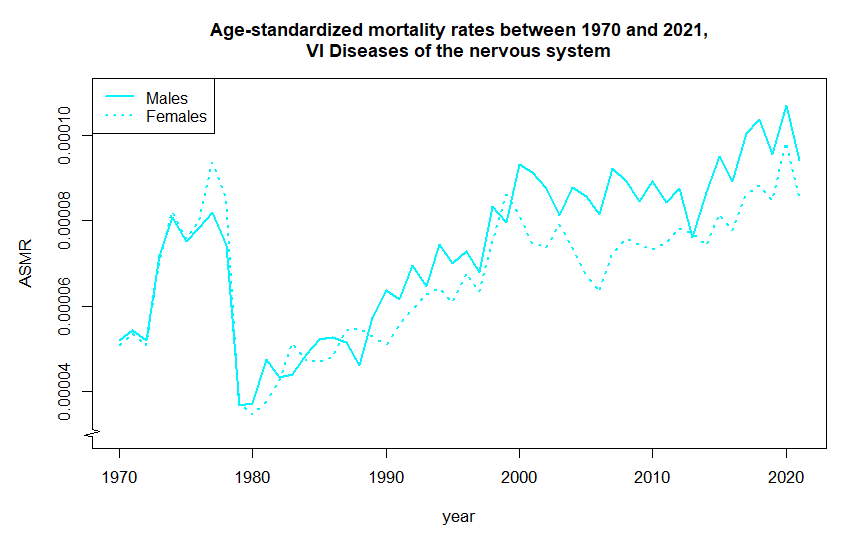 Age-standardized mortality rates between 1970 and 2021,
VI Diseases of the nervous system
Males
Females
0.00010
0.00008
0.00006
0.00004
ASMR
1970
1980
1990
2000
2010
2020
year